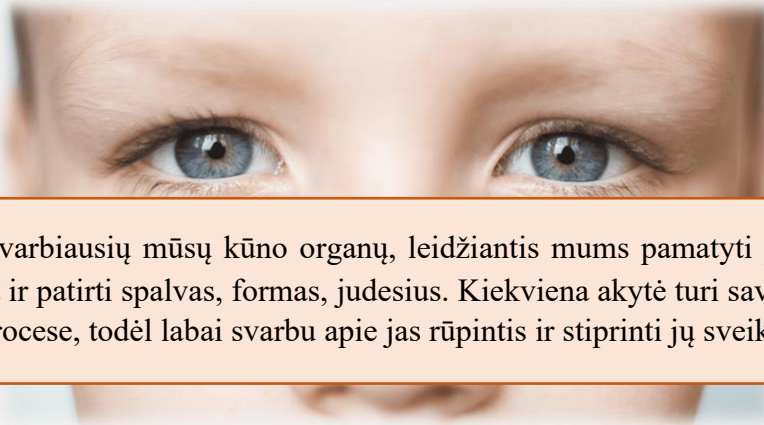 varbiausių mūsų kūno organų, leidžiantis mums pamatyti
ir patirti spalvas, formas, judesius. Kiekviena akytė turi sav
rocese, todėl labai svarbu apie jas rūpintis ir stiprinti jų sveik